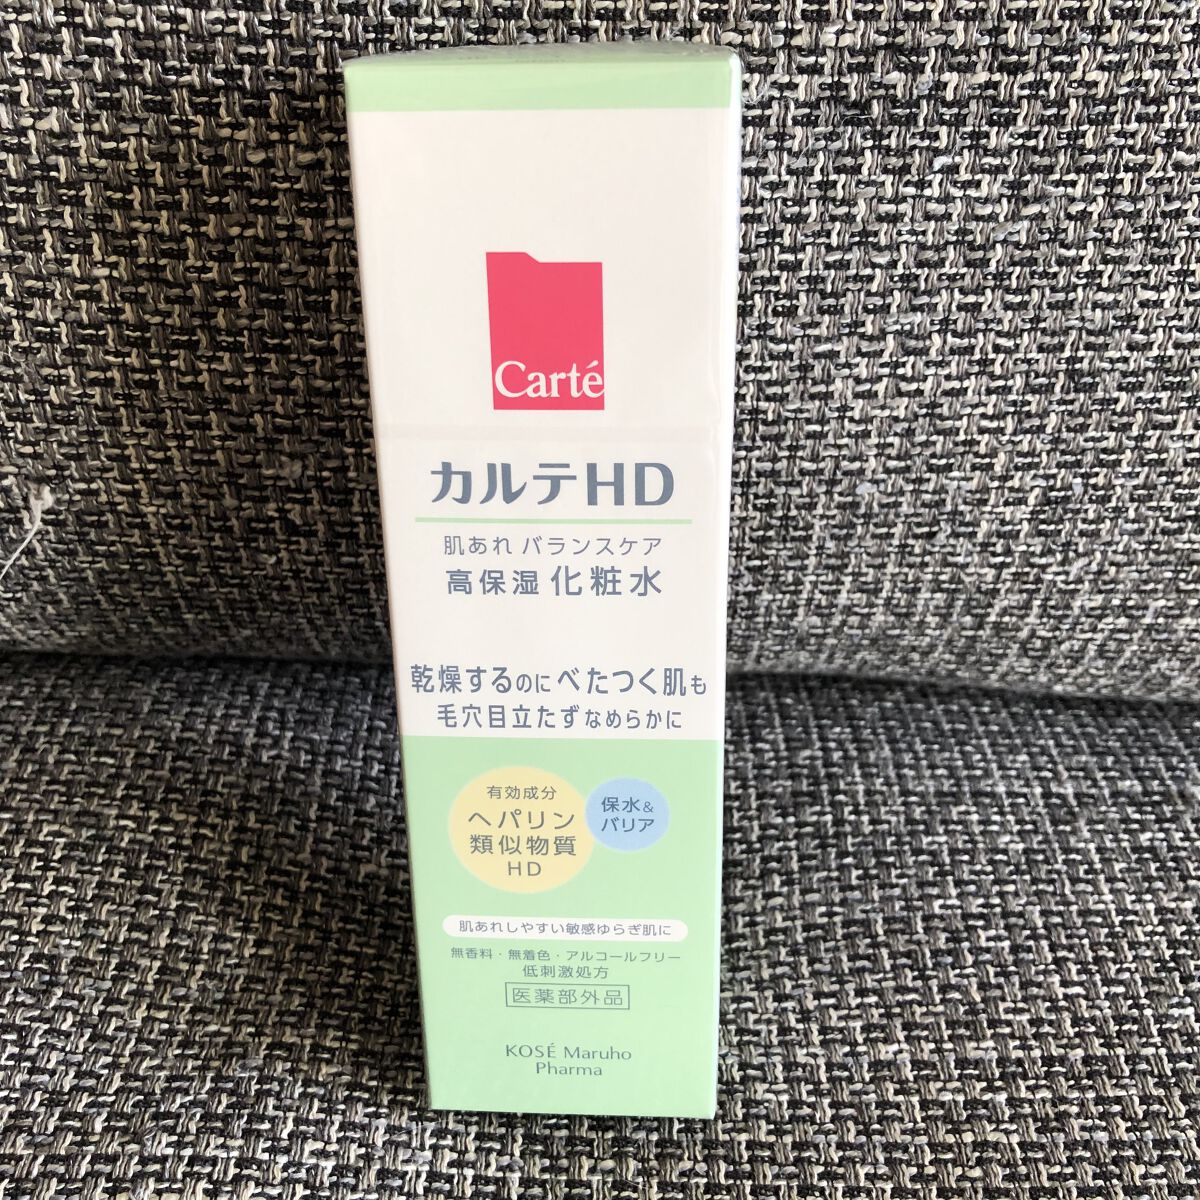 Carté
カルテHD
肌あれ バランスケア
高保湿 化粧水
乾燥するのにべたつく肌も
毛穴目立たずなめらかに
有効成分
ヘパリン
類似物質
HD
保水&
バリア
肌あれしやすい敏感ゆらぎ肌に
無香料・無着色・アルコールフリー
低刺激処方
医薬部外品
KOSÉ Maruho
Pharma